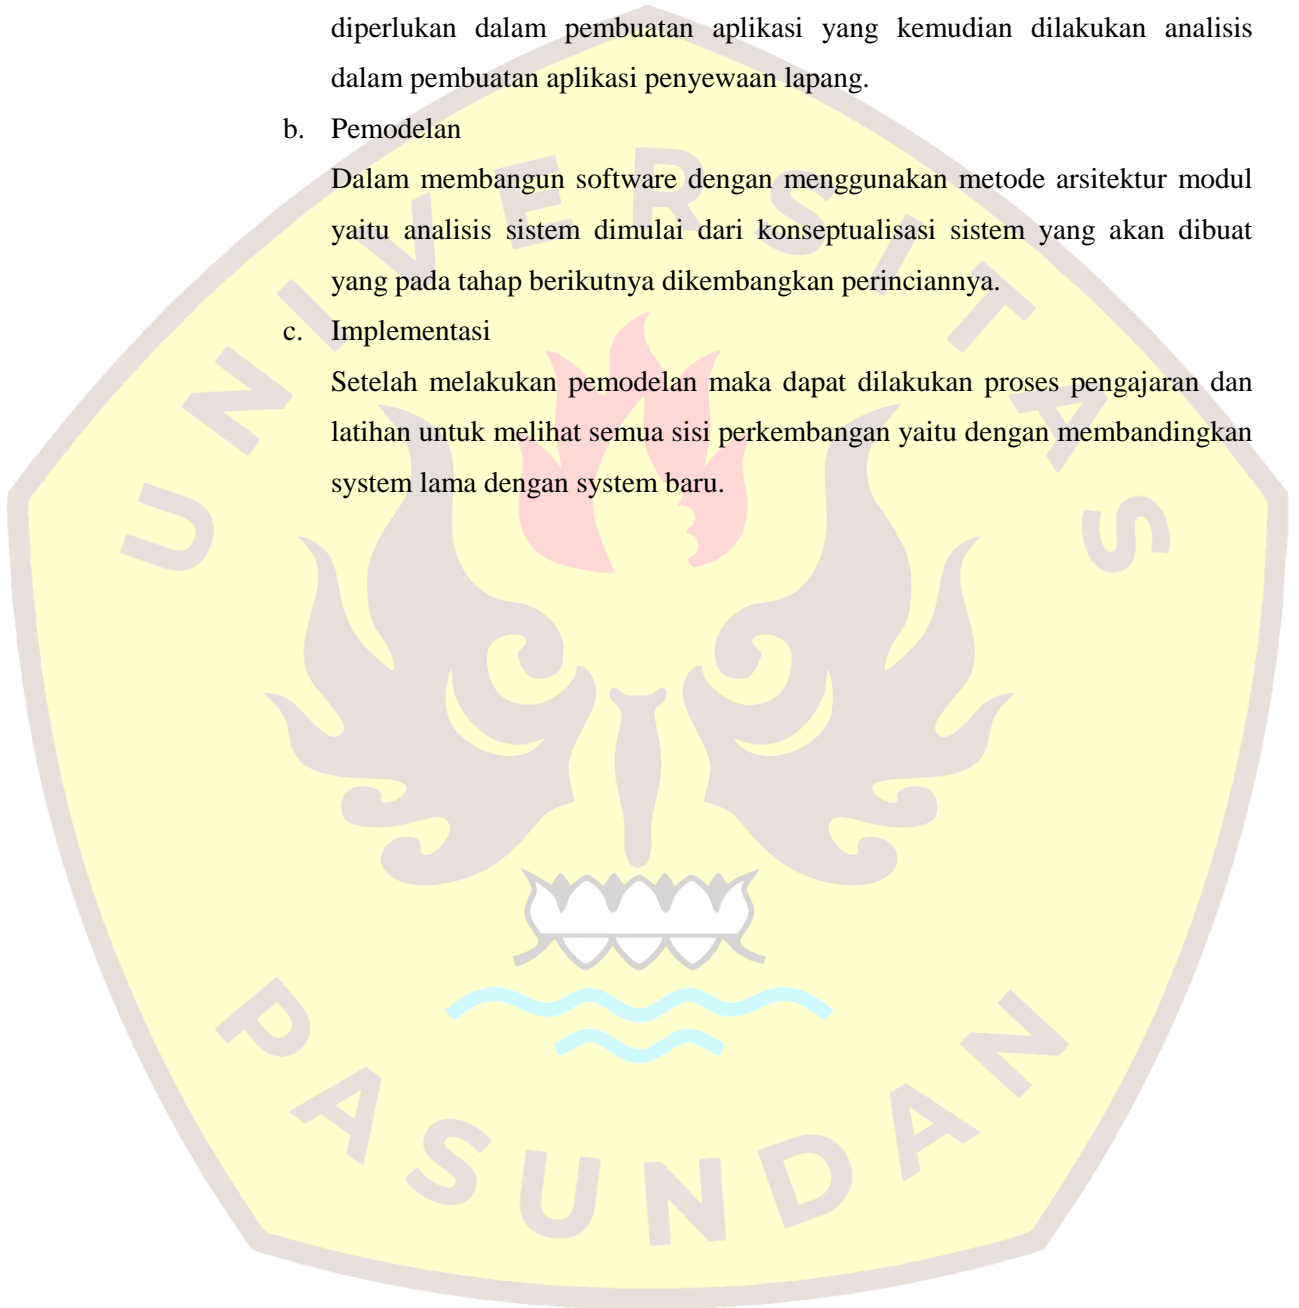 diperlukan dalam pembuatan aplikasi yang kemudian dilakukan analisis
dalam pembuatan aplikasi penyewaan lapang.
b. Pemodelan
Dalam membangun software dengan menggunakan metode arsitektur modul
yaitu analisis sistem dimulai dari konseptualisasi sistem yang akan dibuat
yang pada tahap berikutnya dikembangkan perinciannya.
c. Implementasi
Setelah melakukan pemodelan maka dapat dilakukan proses pengajaran dan
latihan untuk melihat semua sisi perkembangan yaitu dengan membandingkan
system lama dengan system baru.
UNIVERSITAS
PASUNDAN